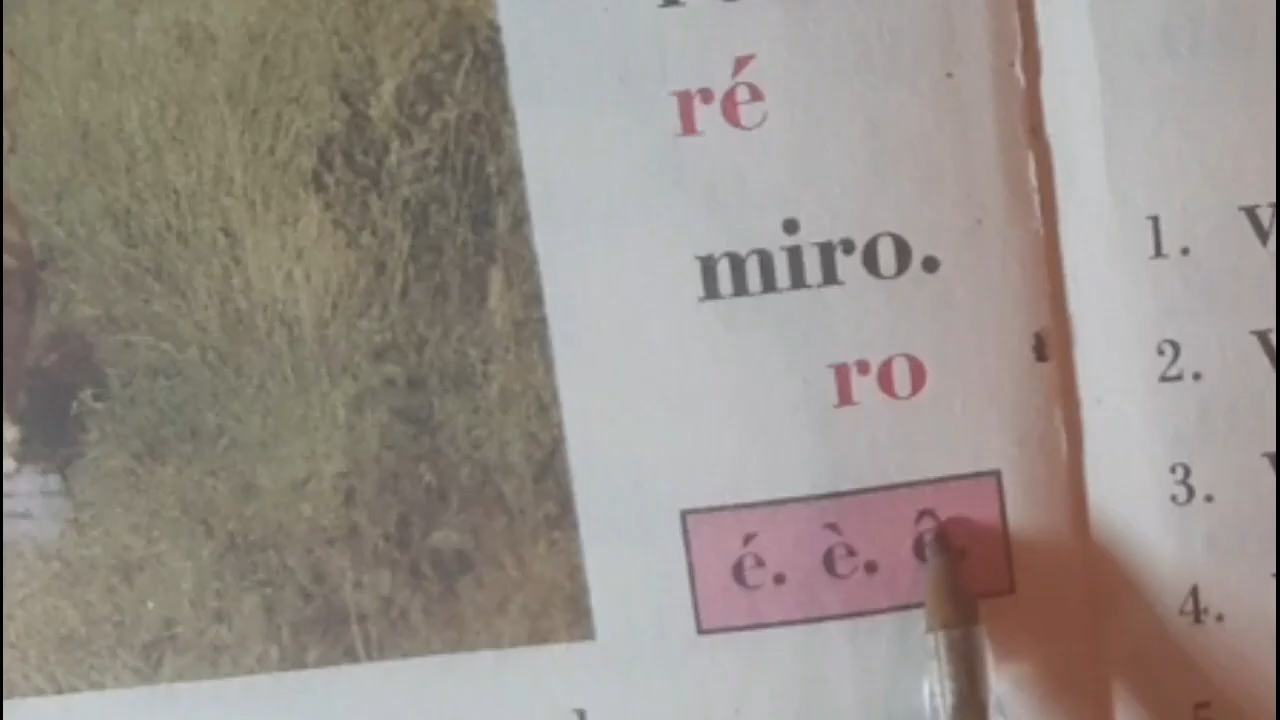 ré
miro.
ro
é. è. ê.
1.
2.
3.
4.